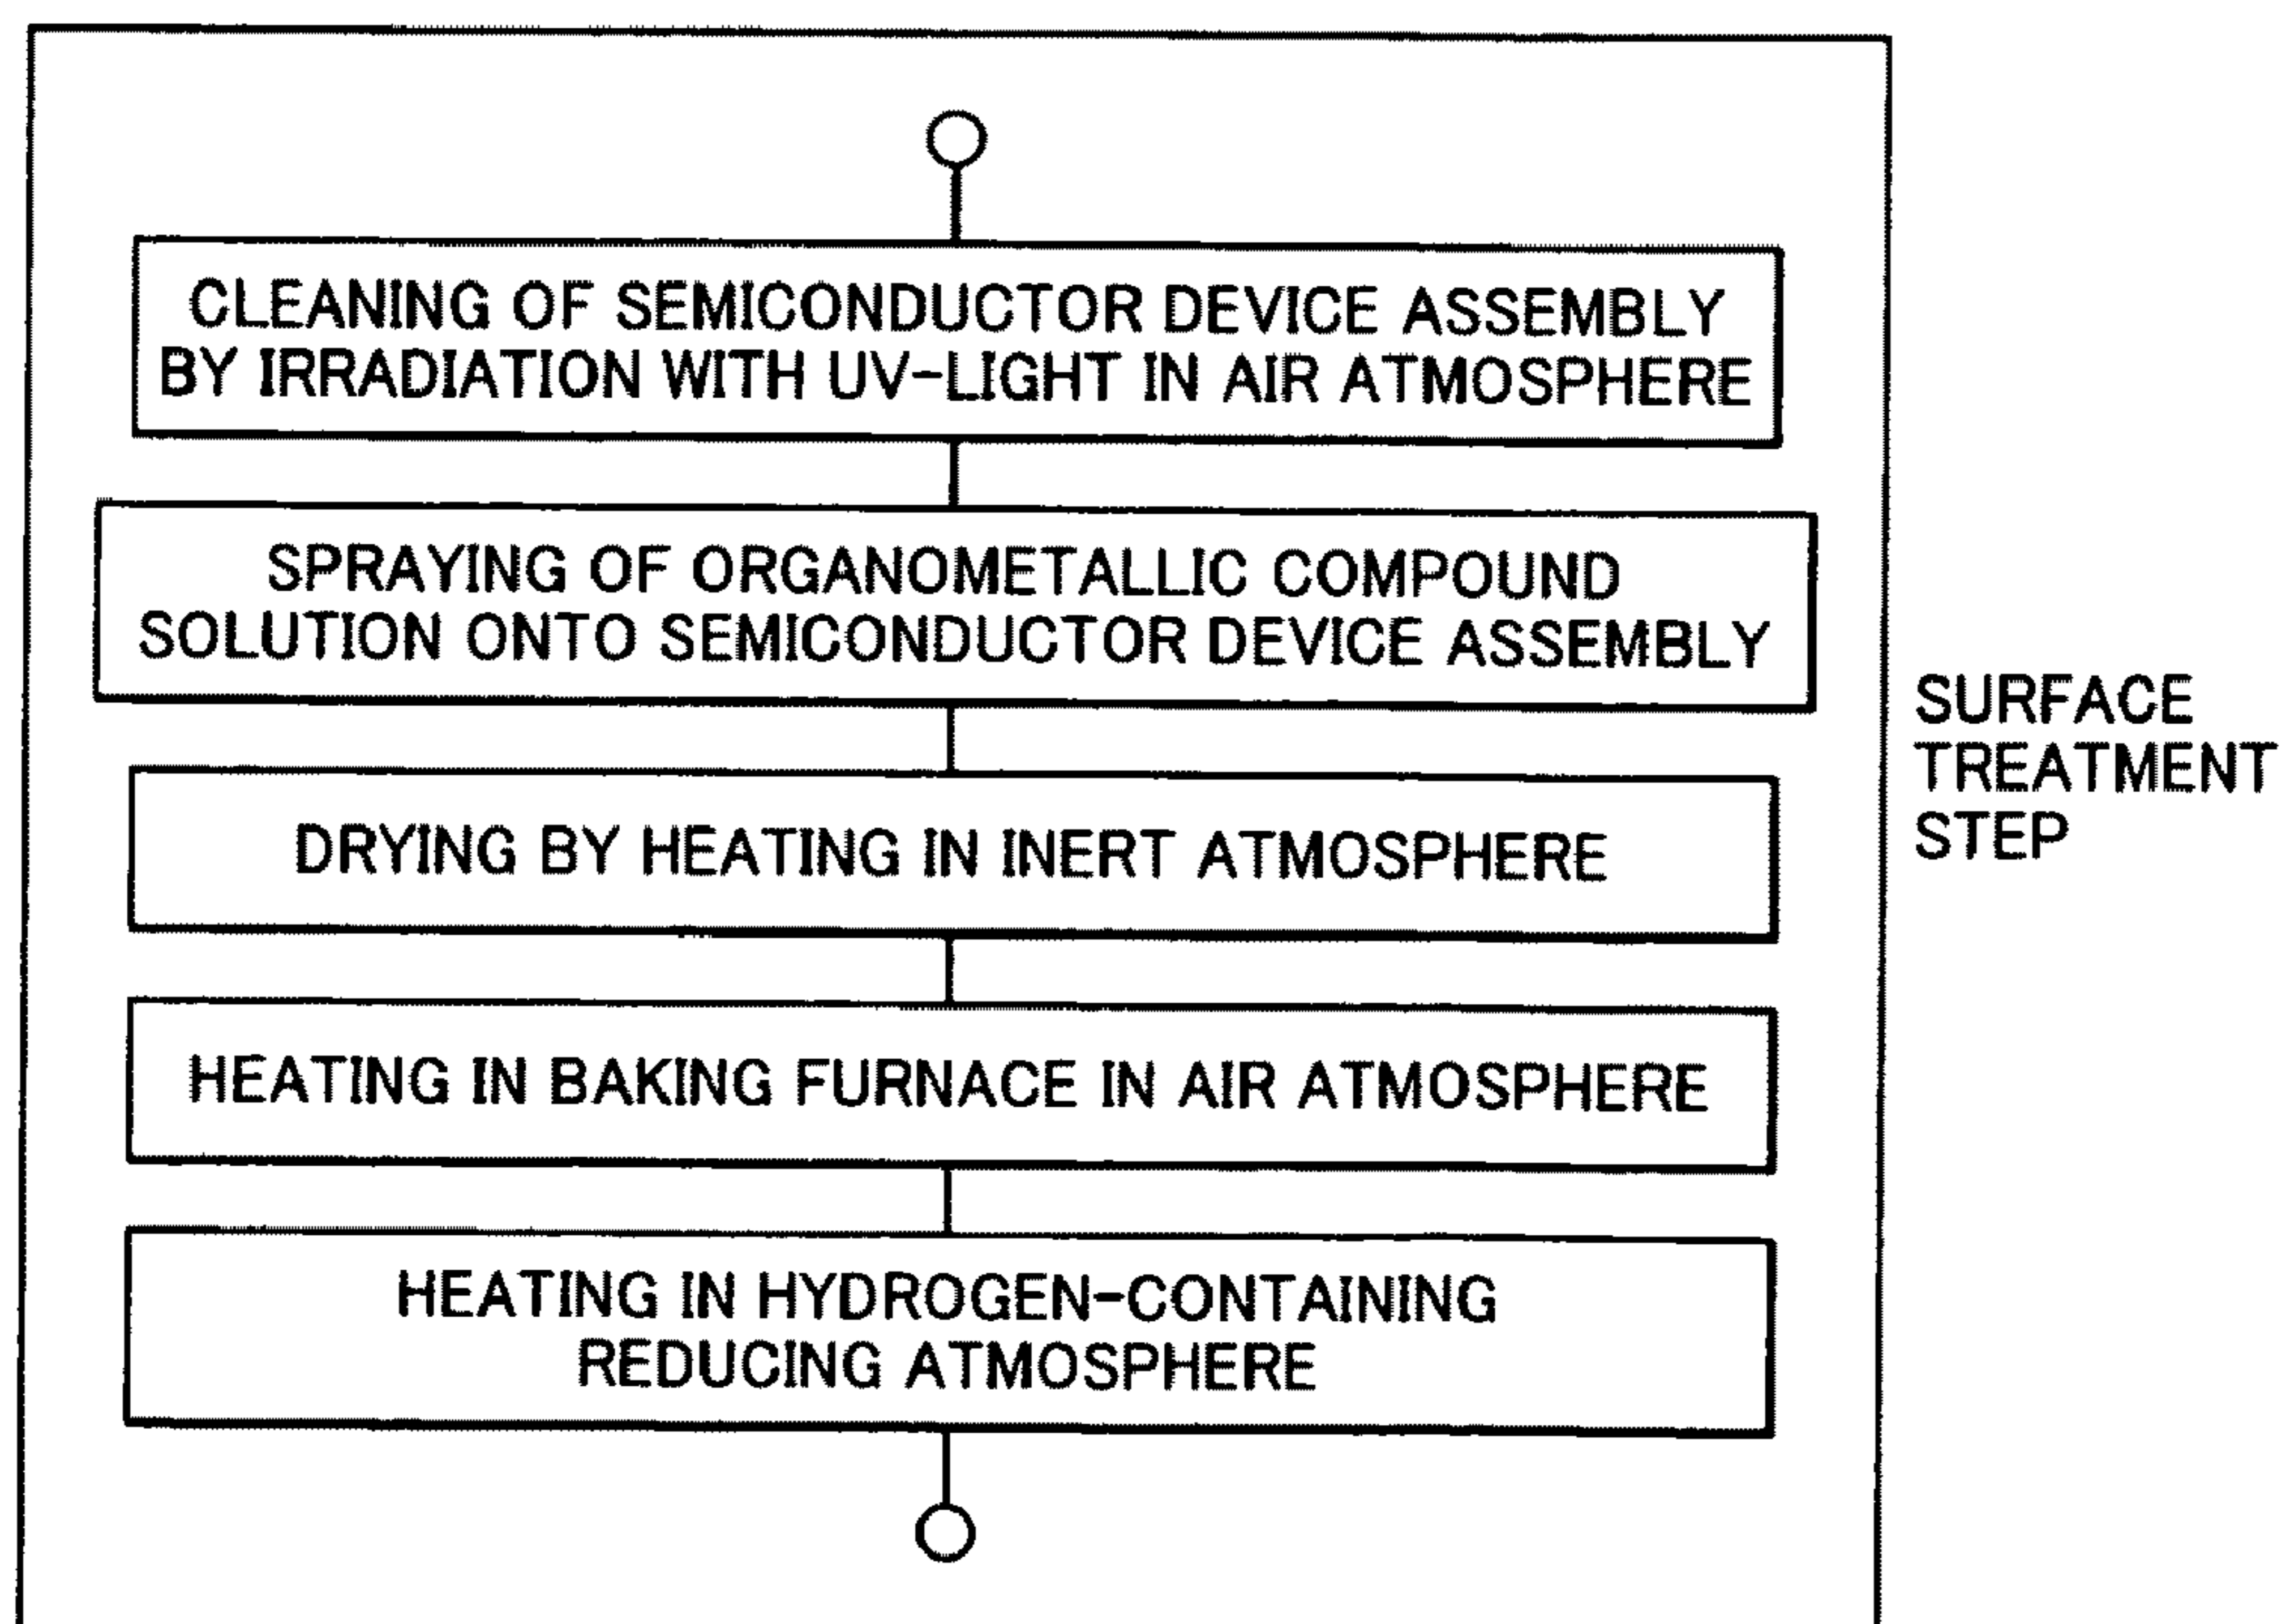 CLEANING OF SEMICONDUCTOR DEVICE ASSEMBLY
BY IRRADIATION WITH UV-LIGHT IN AIR ATMOSPHERE
SPRAYING OF ORGANOMETALLIC COMPOUND
SOLUTION ONTO SEMICONDUCTOR DEVICE ASSEMBLY
DRYING BY HEATING IN INERT ATMOSPHERE
HEATING IN BAKING FURNACE IN AIR ATMOSPHERE
HEATING IN HYDROGEN-CONTAINING
REDUCING ATMOSPHERE
SURFACE
TREATMENT
STEP